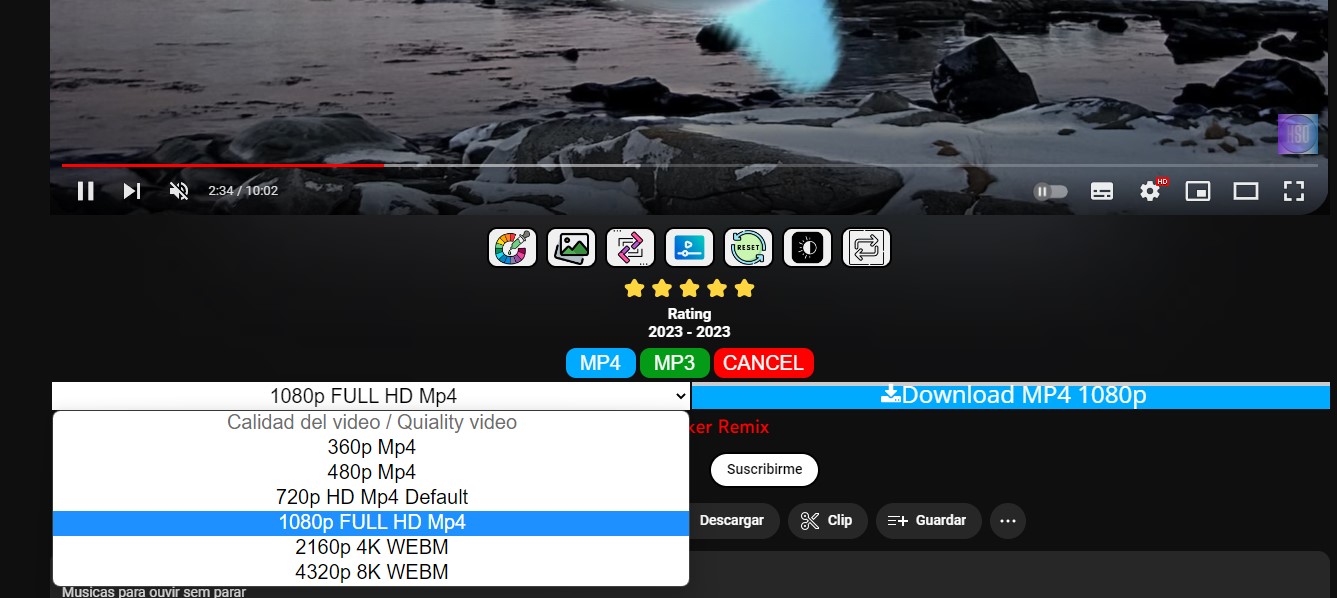 HSD
HD
2:34 / 10:02
RESET
Rating
2023 - 2023
MP4 MP3 CANCEL
1080p FULL HD Mp4
Download MP4 1080p
Calidad del video / Quiality video
360p Mp4
480p Mp4
720p HD Mp4 Default
1080p FULL HD Mp4
2160p 4K WEBM
4320p 8K WEBM
ker Remix
Suscribirme
Descargar Clip Guardar
Musicas para ouvir sem parar